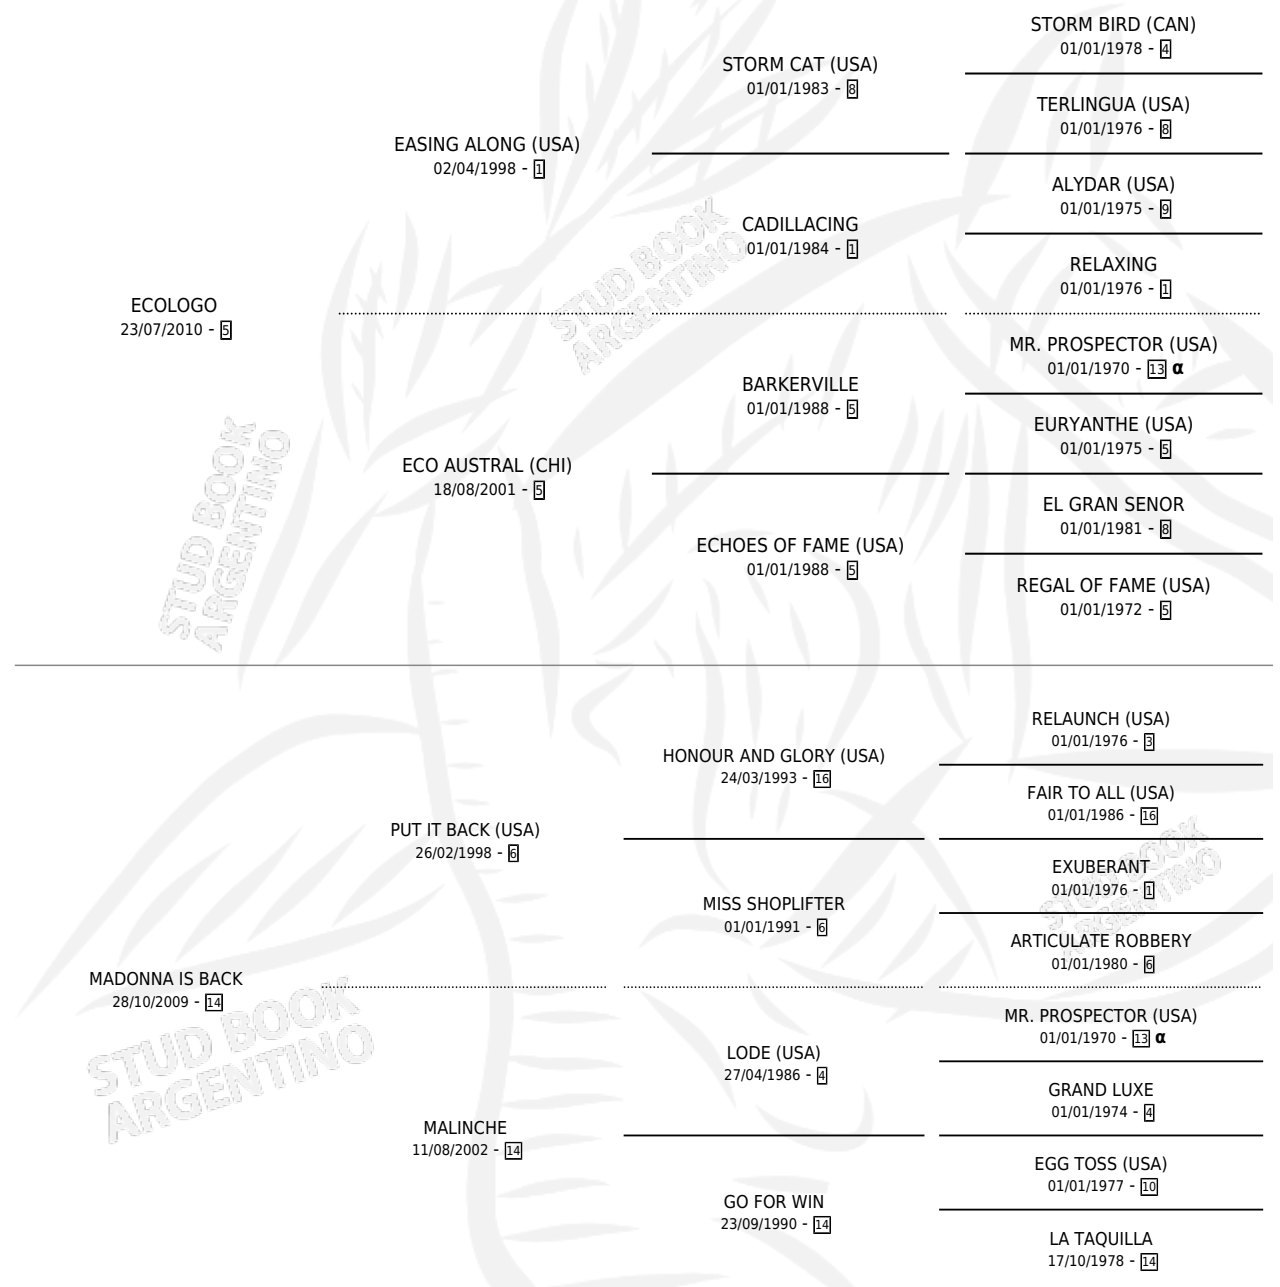 STORM BIRD (CAN)
01/01/1978 - 4
STORM CAT (USA)
01/01/1983 - 8
TERLINGUA (USA)
01/01/1976 - 8
EASING ALONG (USA)
02/04/1998 - 1
ALYDAR (USA)
01/01/1975 - 9
CADILLACING
01/01/1984 - 1
RELAXING
01/01/1976 - 1
ECOLOGO
23/07/2010 - 5
MR. PROSPECTOR (USA)
01/01/1970 - 13 α
BARKERVILLE
01/01/1988 - 5
EURYANTHE (USA)
01/01/1975 - 5
ECO AUSTRAL (CHI)
18/08/2001 - 5
EL GRAN SENOR
01/01/1981 - 8
ECHOES OF FAME (USA)
01/01/1988 - 5
REGAL OF FAME (USA)
01/01/1972 - 5
STUD BOOK
ARGENTINO
STUD BOOK
ARGENTINO
RELAUNCH (USA)
01/01/1976 - 3
HONOUR AND GLORY (USA)
24/03/1993 - 16
FAIR TO ALL (USA)
01/01/1986 - 16
PUT IT BACK (USA)
26/02/1998 - 6
EXUBERANT
01/01/1976 - 1
MISS SHOPLIFTER
01/01/1991 - 6
ARTICULATE ROBBERY
01/01/1980 - 6
MADONNA IS BACK
28/10/2009 - 14
MR. PROSPECTOR (USA)
01/01/1970 - 13 α
LODE (USA)
27/04/1986 - 4
GRAND LUXE
01/01/1974 - 4
MALINCHE
11/08/2002 - 14
EGG TOSS (USA)
01/01/1977 - 10
GO FOR WIN
23/09/1990 - 14
LA TAQUILLA
17/10/1978 - 14
STUD BOOK
ARGENTINO
STUD BOOK
ARGENTINO